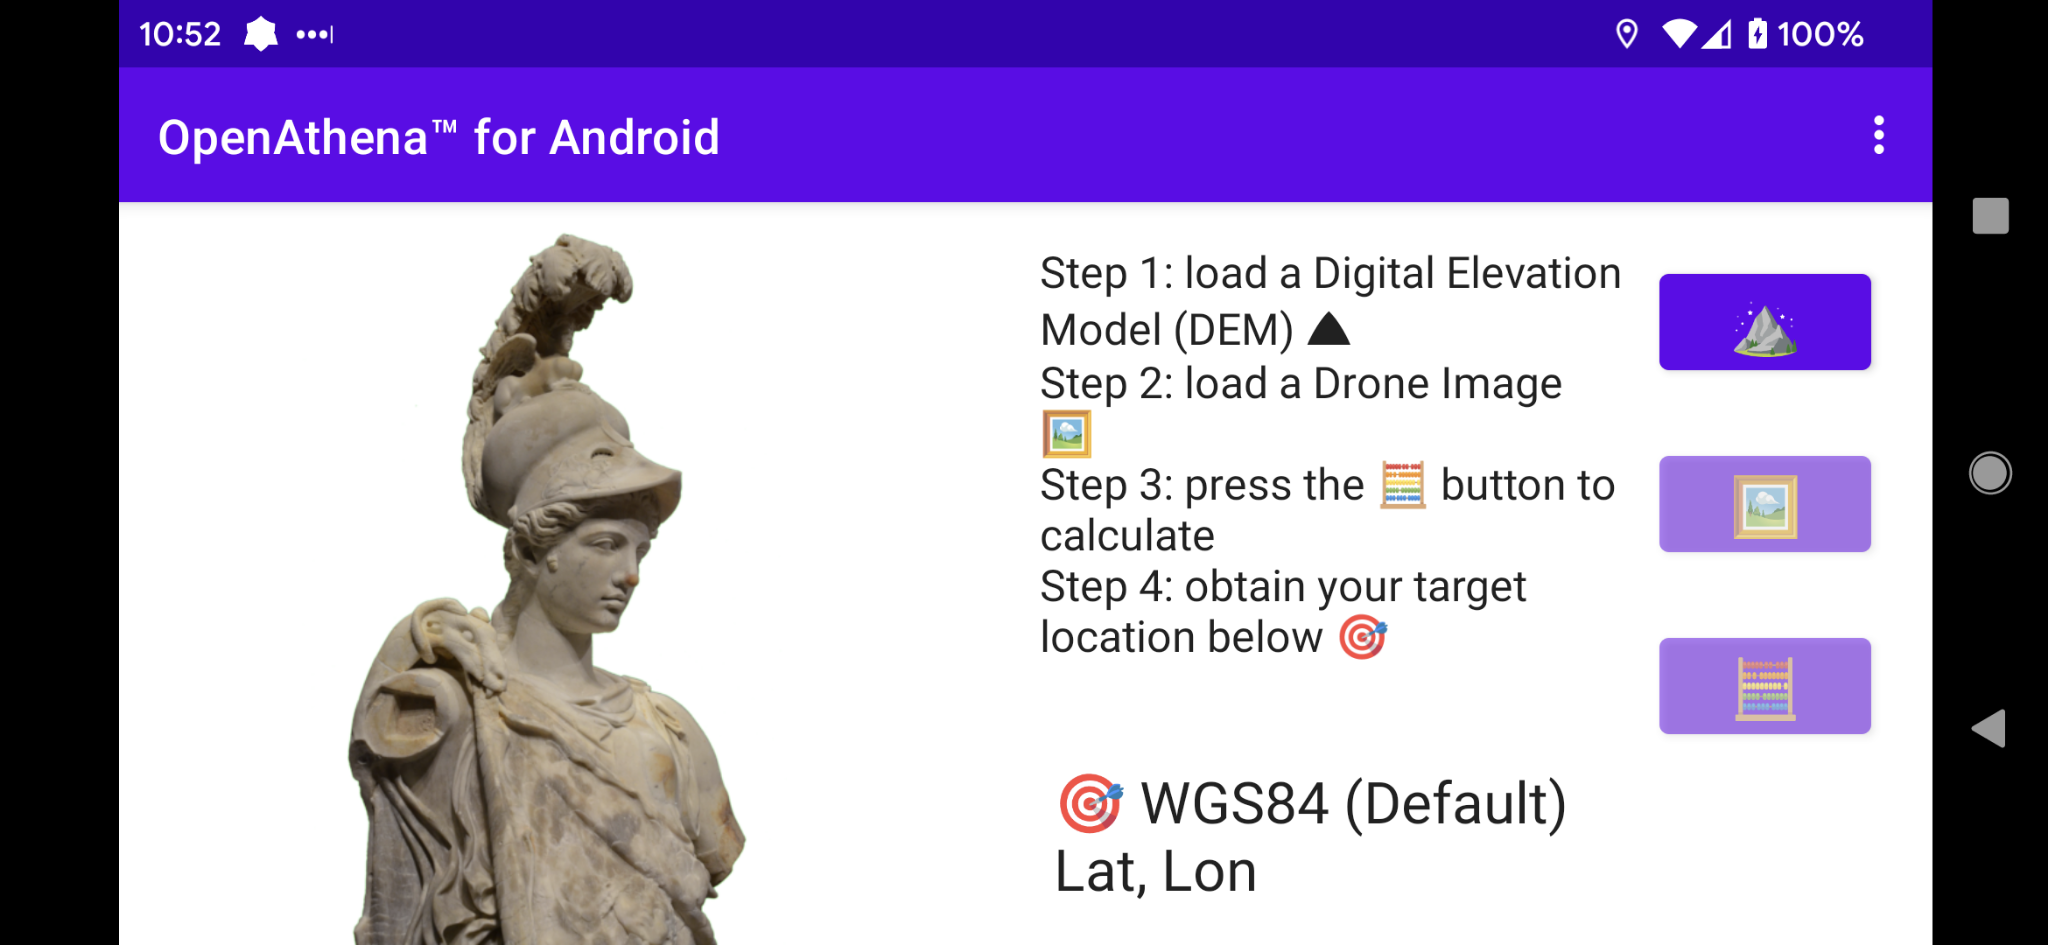 10:52
100%
OpenAthena™ for Android
Step 1: load a Digital Elevation
Model (DEM) ⛰
Step 2: load a Drone Image
🖼️
Step 3: press the 🧮 button to
calculate
Step 4: obtain your target
location below 🎯
🎯 WGS84 (Default)
Lat, Lon